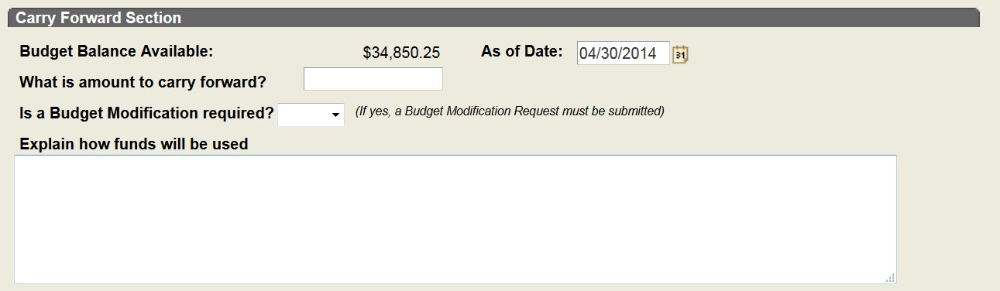 Carry Forward Section
Budget Balance Available: $34,850.25 As of Date: 04/30/2014 31
What is amount to carry forward?
Is a Budget Modification required? (If yes, a Budget Modification Request must be submitted)
Explain how funds will be used